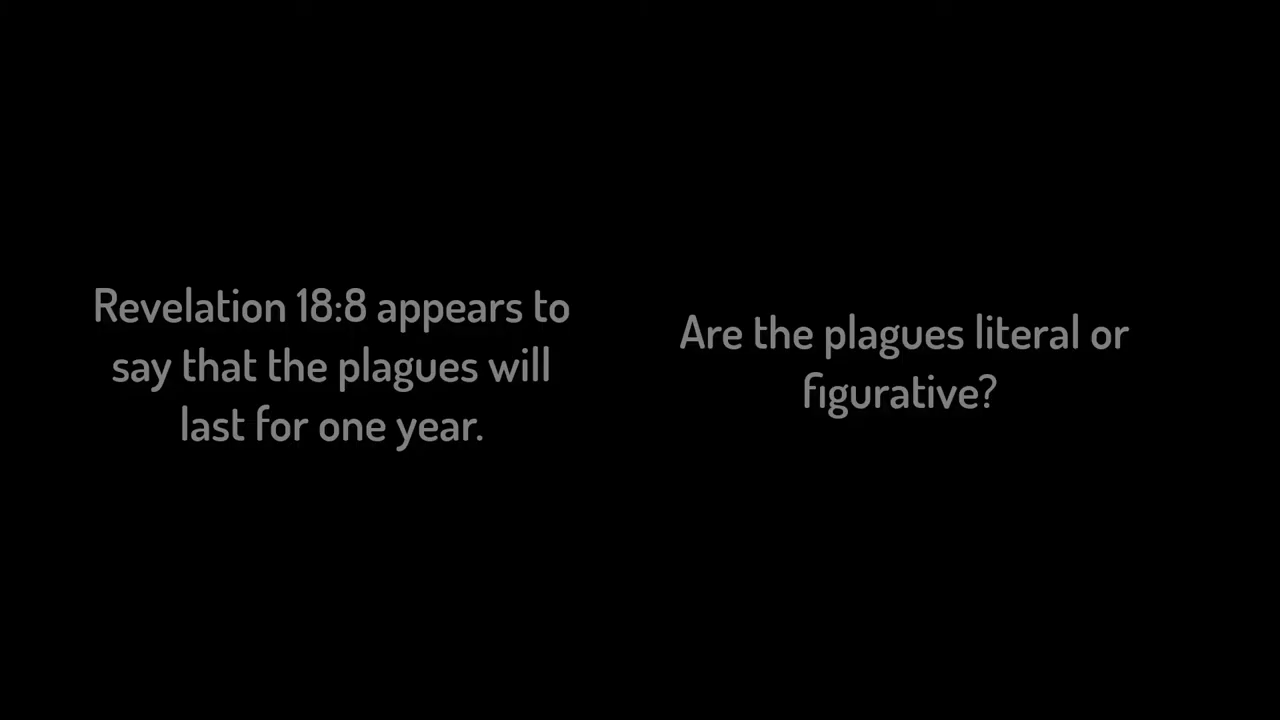 Revelation 18:8 appears to
say that the plagues will
last for one year.
Are the plagues literal or
figurative?